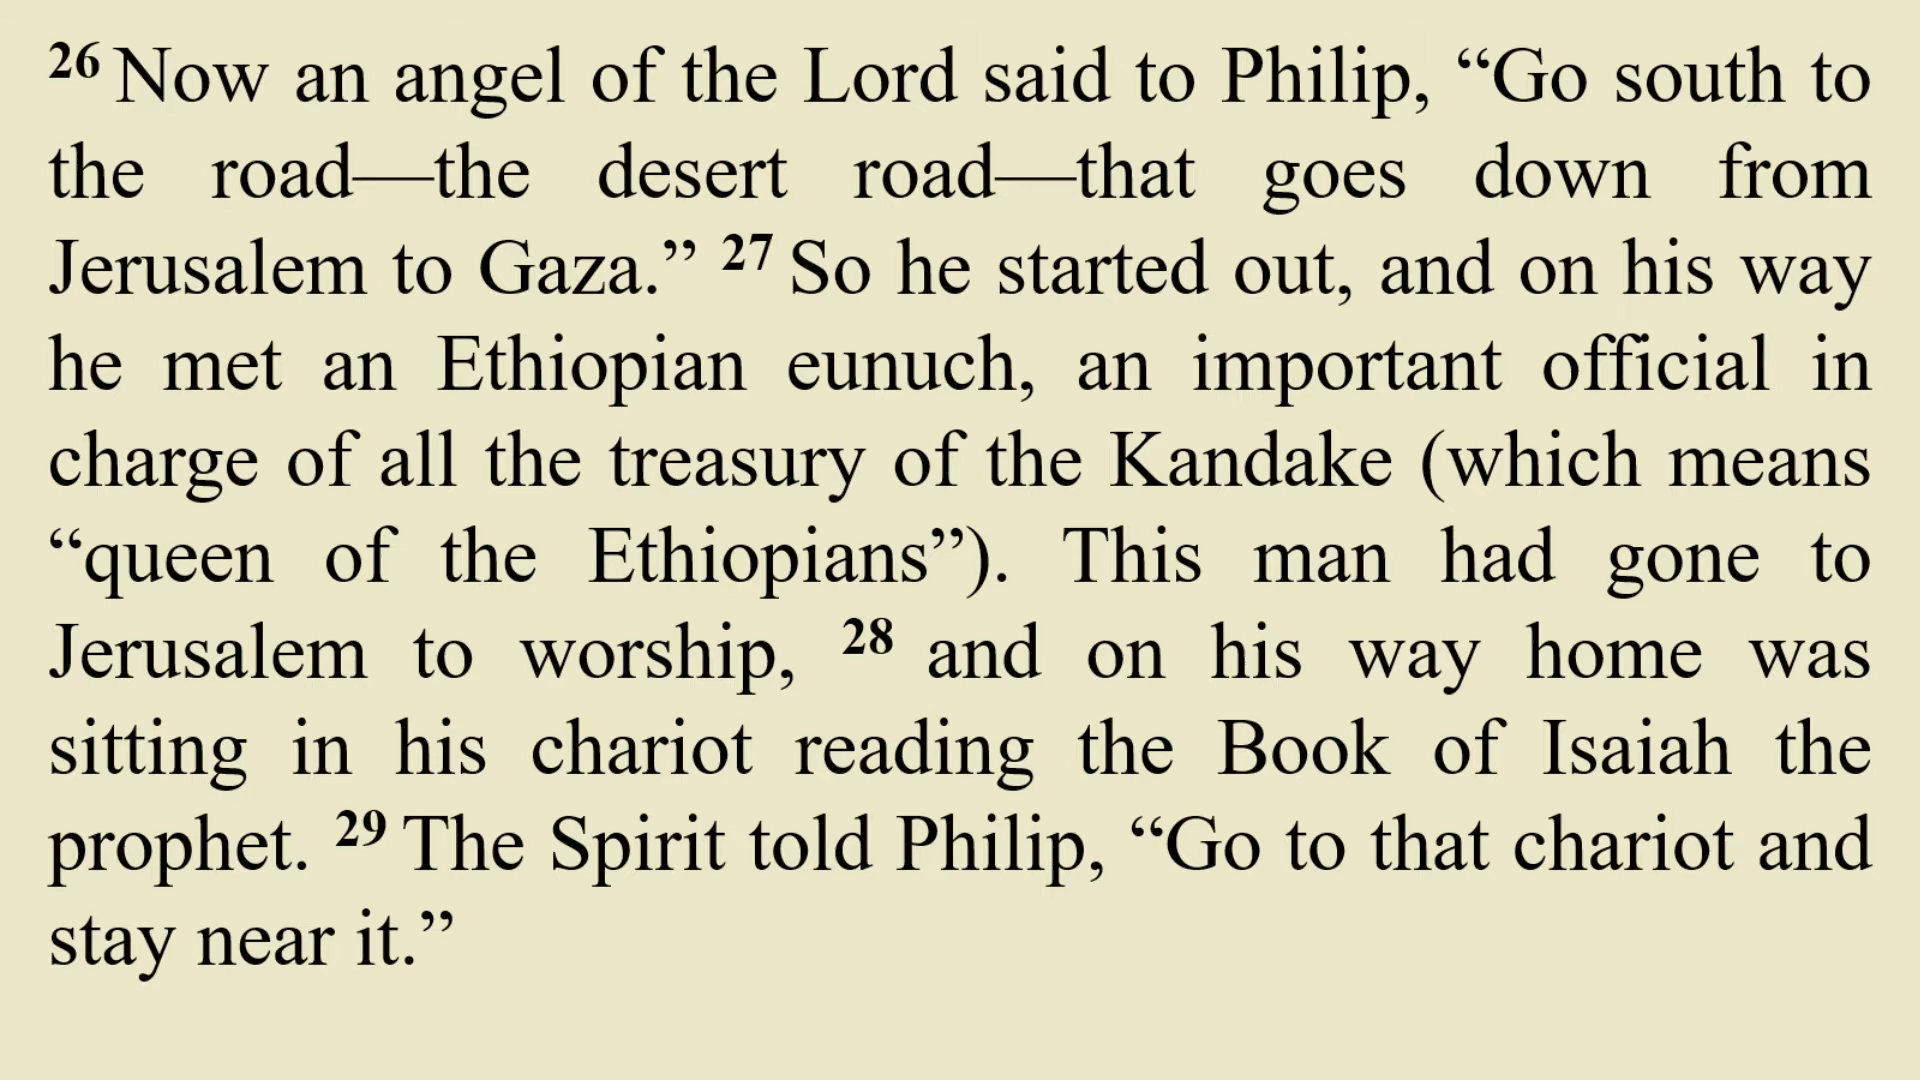 26 Now an angel of the Lord said to Philip, “Go south to
the road—the desert road—that goes down from
Jerusalem to Gaza.” 27 So he started out, and on his way
he met an Ethiopian eunuch, an important official in
charge of all the treasury of the Kandake (which means
“queen of the Ethiopians”). This man had gone to
Jerusalem to worship, 28 and on his way home was
sitting in his chariot reading the Book of Isaiah the
prophet. 29 The Spirit told Philip, “Go to that chariot and
stay near it.”